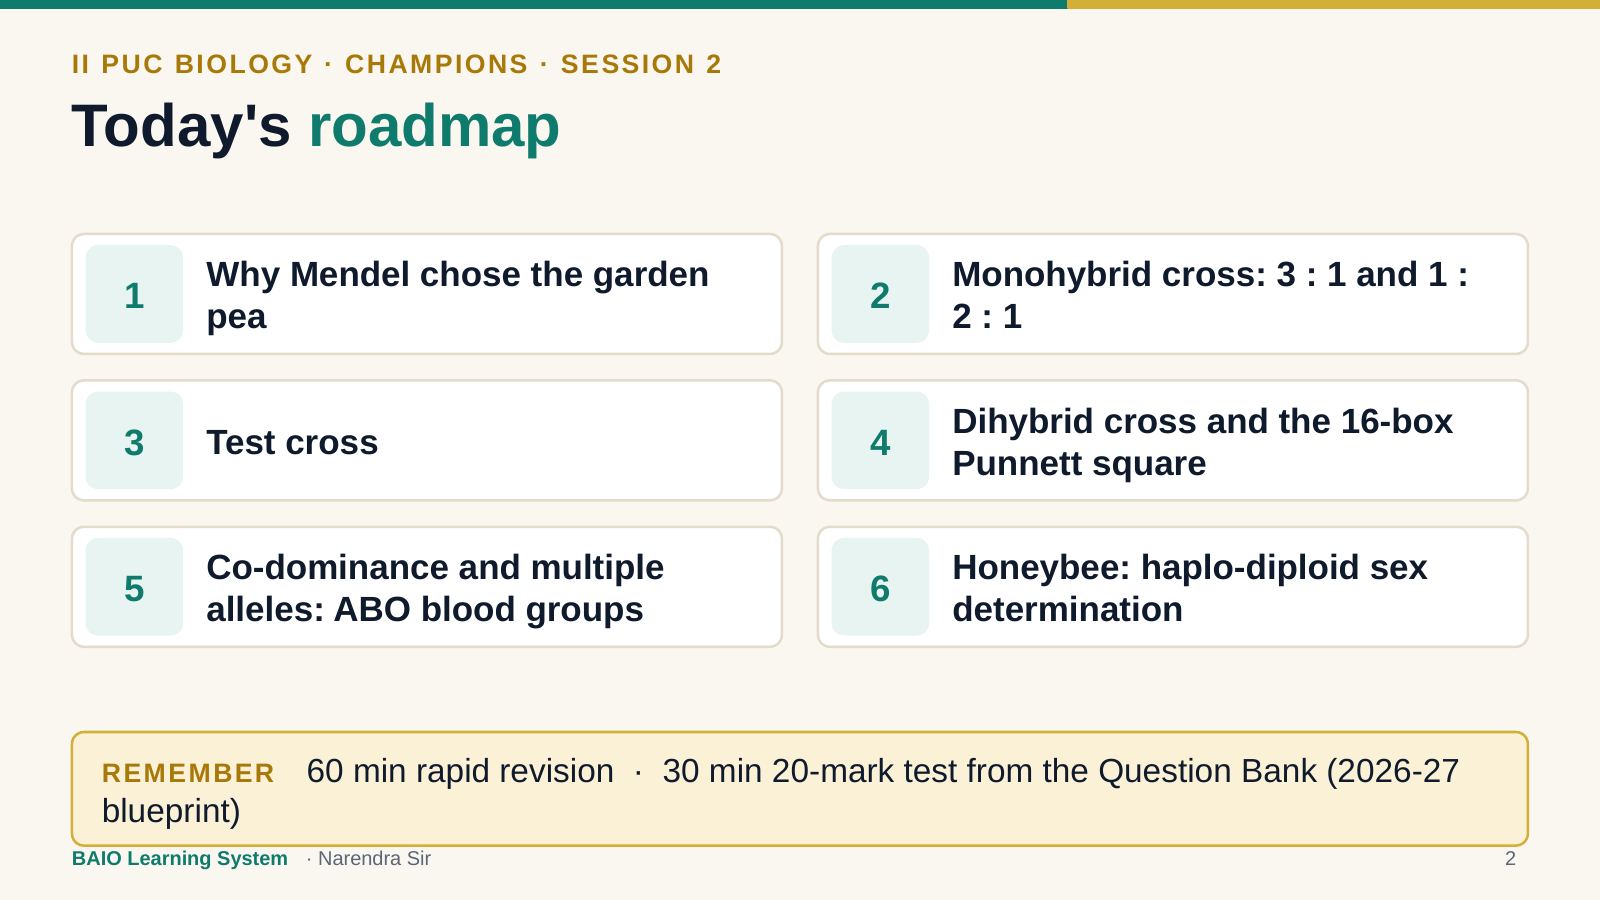 II PUC BIOLOGY · CHAMPIONS · SESSION 2
Today's roadmap
1
Why Mendel chose the garden
pea
2
Monohybrid cross: 3 : 1 and 1 :
2 : 1
3
Test cross
4
Dihybrid cross and the 16-box
Punnett square
5
Co-dominance and multiple
alleles: ABO blood groups
6
Honeybee: haplo-diploid sex
determination
REMEMBER 60 min rapid revision · 30 min 20-mark test from the Question Bank (2026-27
blueprint)
BAIO Learning System · Narendra Sir
2